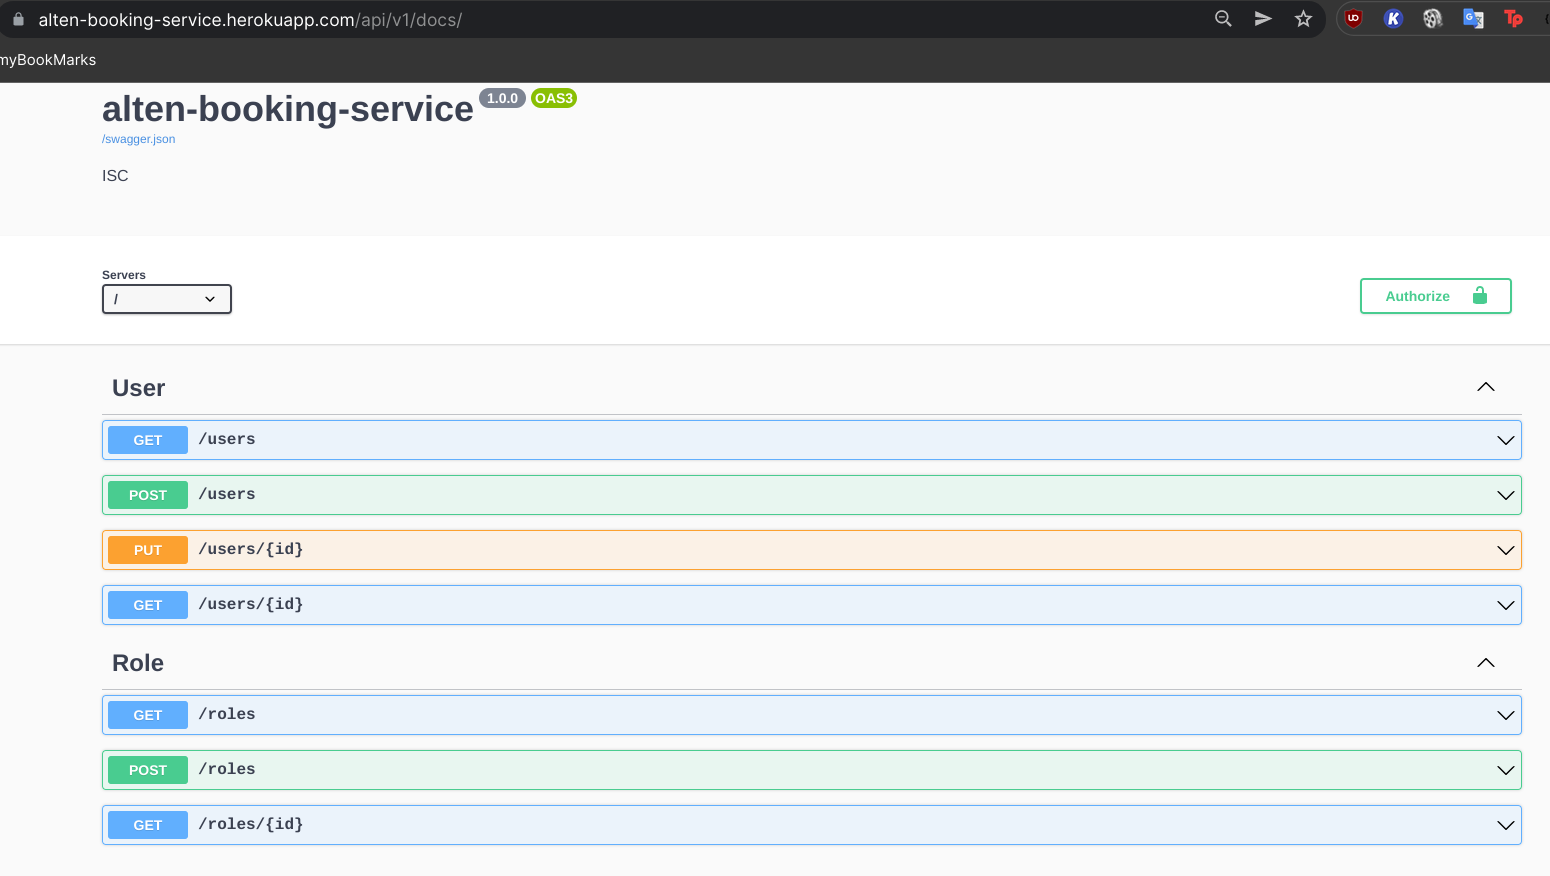 alten-booking-service.herokuapp.com/api/v1/docs/
myBookMarks
alten-booking-service 1.0.0 OAS3
/swagger.json
ISC
Servers
/
Authorize
User
GET /users
POST /users
PUT /users/{id}
GET /users/{id}
Role
GET /roles
POST /roles
GET /roles/{id}